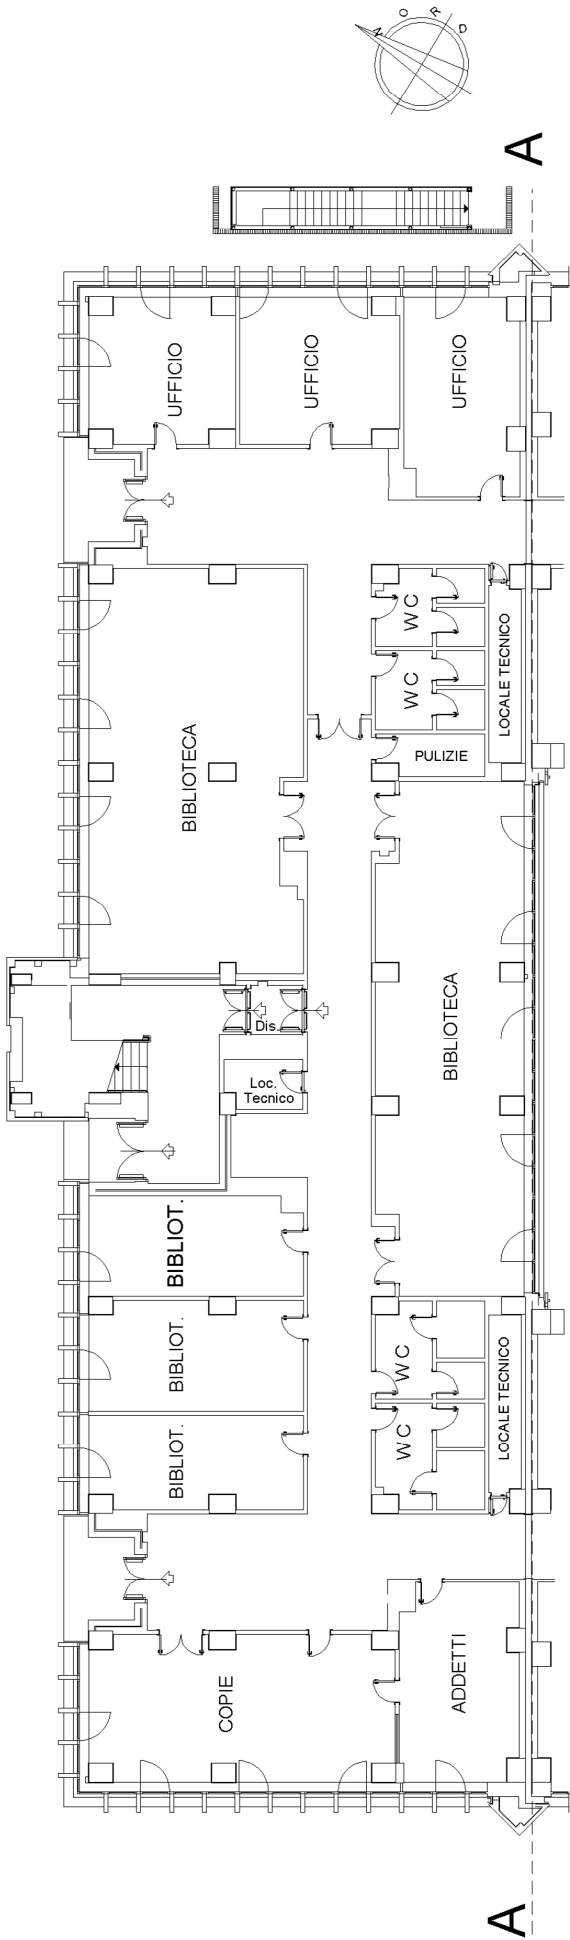 NORD
A
UFFICIO
UFFICIO
UFFICIO
WC
WC
LOCALE TECNICO
PULIZIE
BIBLIOTECA
BIBLIOTECA
Dis.
Loc.
Tecnico
BIBLIOT.
BIBLIOT.
BIBLIOT.
WC
WC
LOCALE TECNICO
COPIE
ADDETTI
A